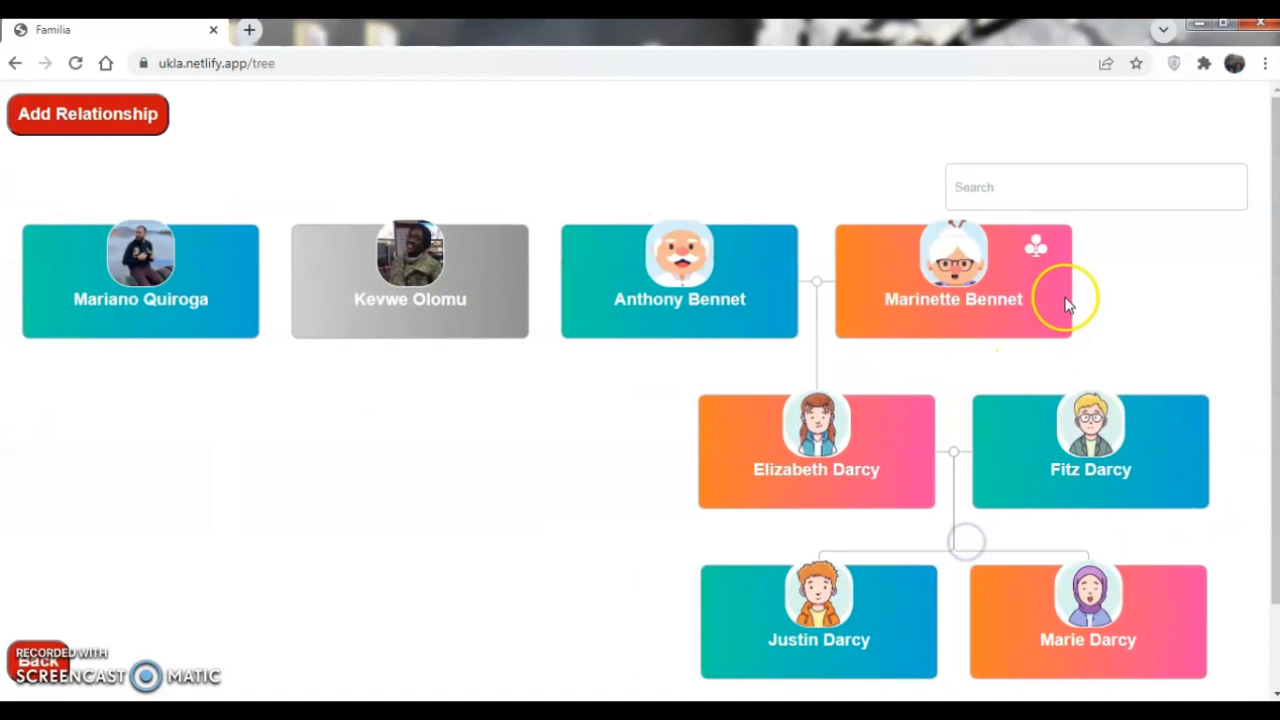 Familia
ukla.netlify.app/tree
Add Relationship
Search
Mariano Quiroga
Kevwe Olomu
Anthony Bennet
Marinette Bennet
Elizabeth Darcy
Fitz Darcy
Justin Darcy
Marie Darcy
Back
RECORDED WITH
SCREENCAST MATIC